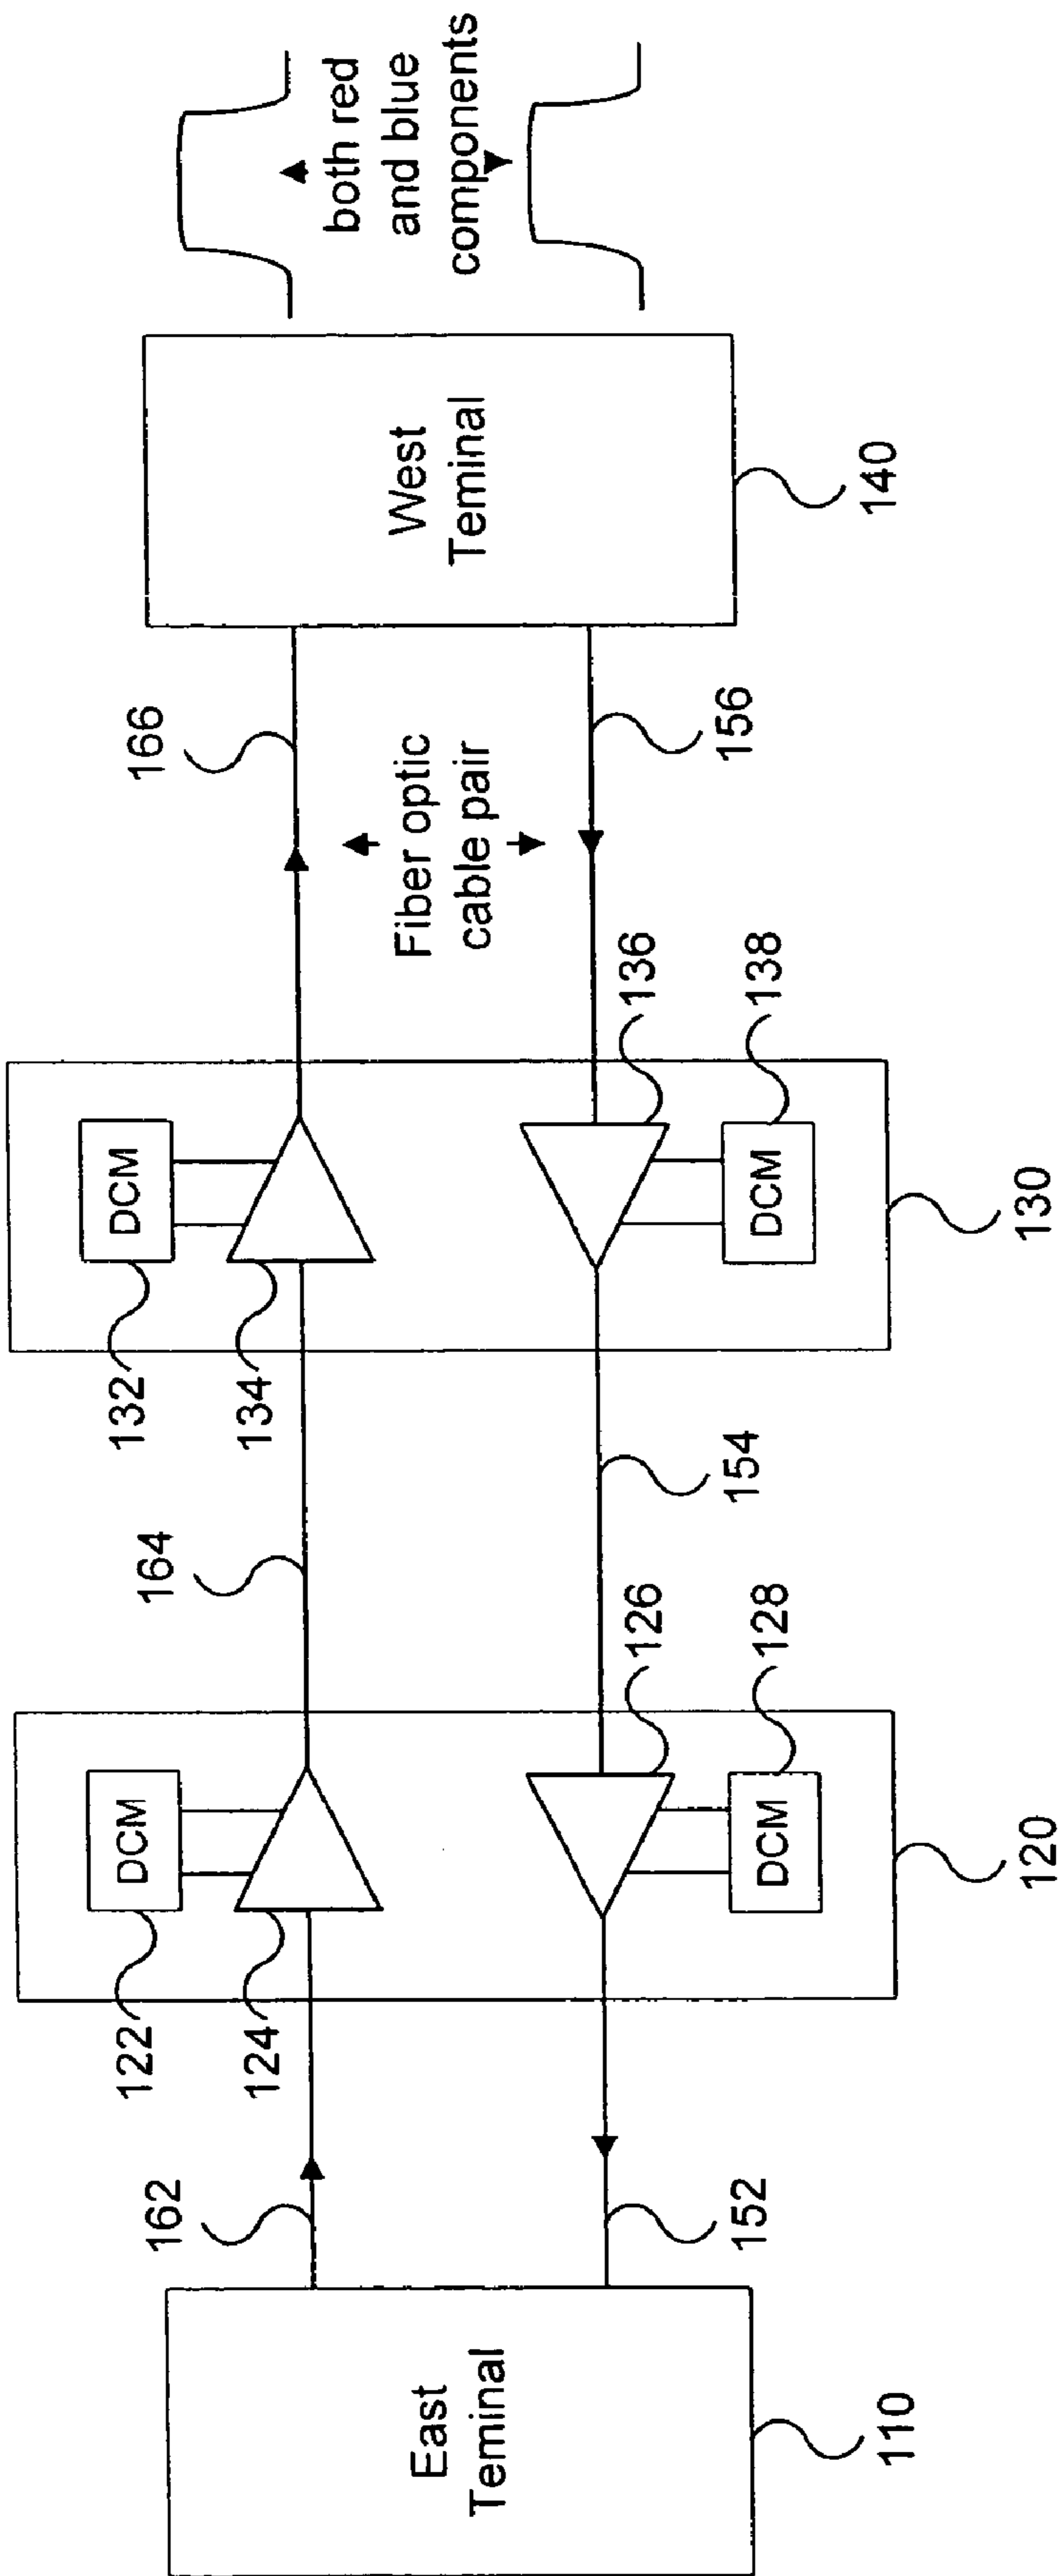 both red
and blue
components
166
Fiber optic
cable pair
156
West
Teminal
140
DCM
132
134
136
138
DCM
130
164
154
DCM
122
124
126
128
DCM
120
162
152
East
Teminal
110